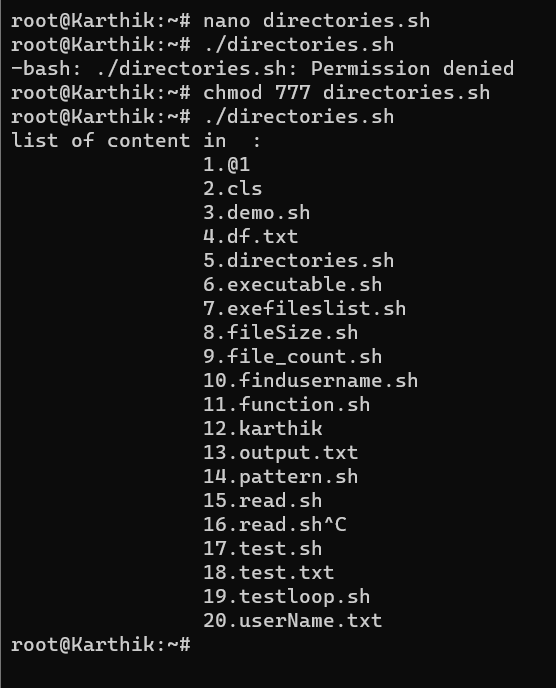 root@Karthik:~# nano directories.sh
root@Karthik:~# ./directories.sh
-bash: ./directories.sh: Permission denied
root@Karthik:~# chmod 777 directories.sh
root@Karthik:~# ./directories.sh
list of content in  :
                1.@1
                2.cls
                3.demo.sh
                4.df.txt
                5.directories.sh
                6.executable.sh
                7.exefileslist.sh
                8.fileSize.sh
                9.file_count.sh
                10.findusername.sh
                11.function.sh
                12.karthik
                13.output.txt
                14.pattern.sh
                15.read.sh
                16.read.sh^C
                17.test.sh
                18.test.txt
                19.testloop.sh
                20.userName.txt
root@Karthik:~#